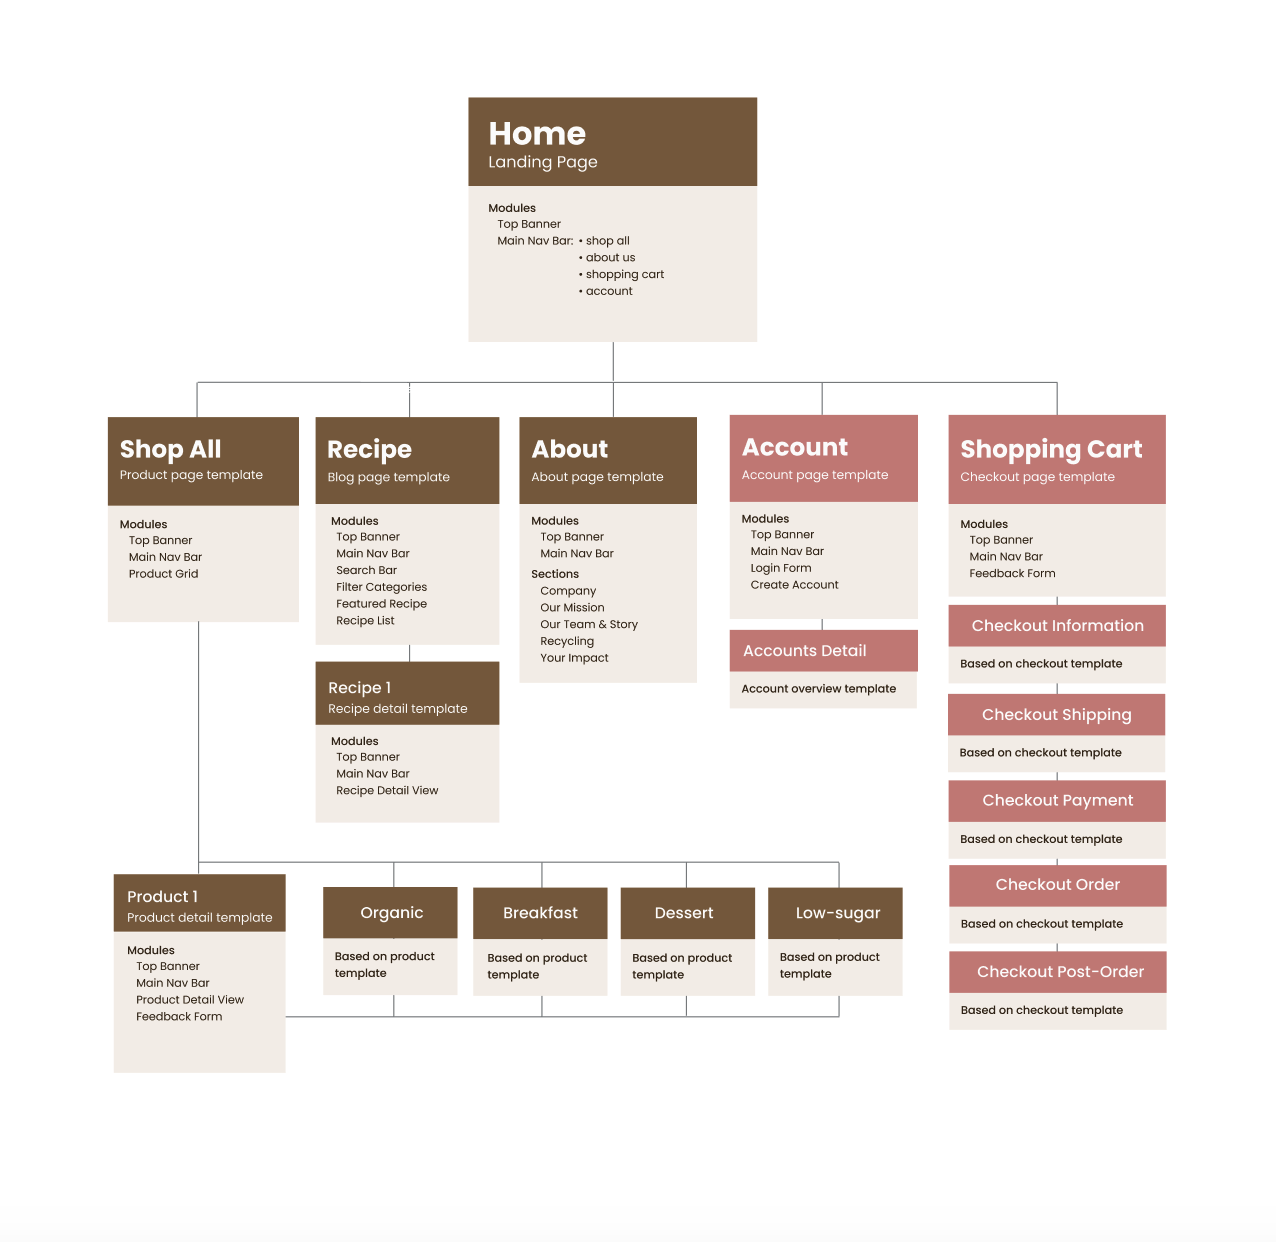 Home
Landing Page
Modules
Top Banner
Main Nav Bar: • shop all
• about us
• shopping cart
• account
Shop All
Product page template
Modules
Top Banner
Main Nav Bar
Product Grid
Recipe
Blog page template
Modules
Top Banner
Main Nav Bar
Search Bar
Filter Categories
Featured Recipe
Recipe List
Recipe 1
Recipe detail template
Modules
Top Banner
Main Nav Bar
Recipe Detail View
About
About page template
Modules
Top Banner
Main Nav Bar
Sections
Company
Our Mission
Our Team & Story
Recycling
Your Impact
Account
Account page template
Modules
Top Banner
Main Nav Bar
Login Form
Create Account
Accounts Detail
Account overview template
Shopping Cart
Checkout page template
Modules
Top Banner
Main Nav Bar
Feedback Form
Checkout Information
Based on checkout template
Checkout Shipping
Based on checkout template
Checkout Payment
Based on checkout template
Checkout Order
Based on checkout template
Checkout Post-Order
Based on checkout template
Product 1
Product detail template
Modules
Top Banner
Main Nav Bar
Product Detail View
Feedback Form
Organic
Based on product
template
Breakfast
Based on product
template
Dessert
Based on product
template
Low-sugar
Based on product
template